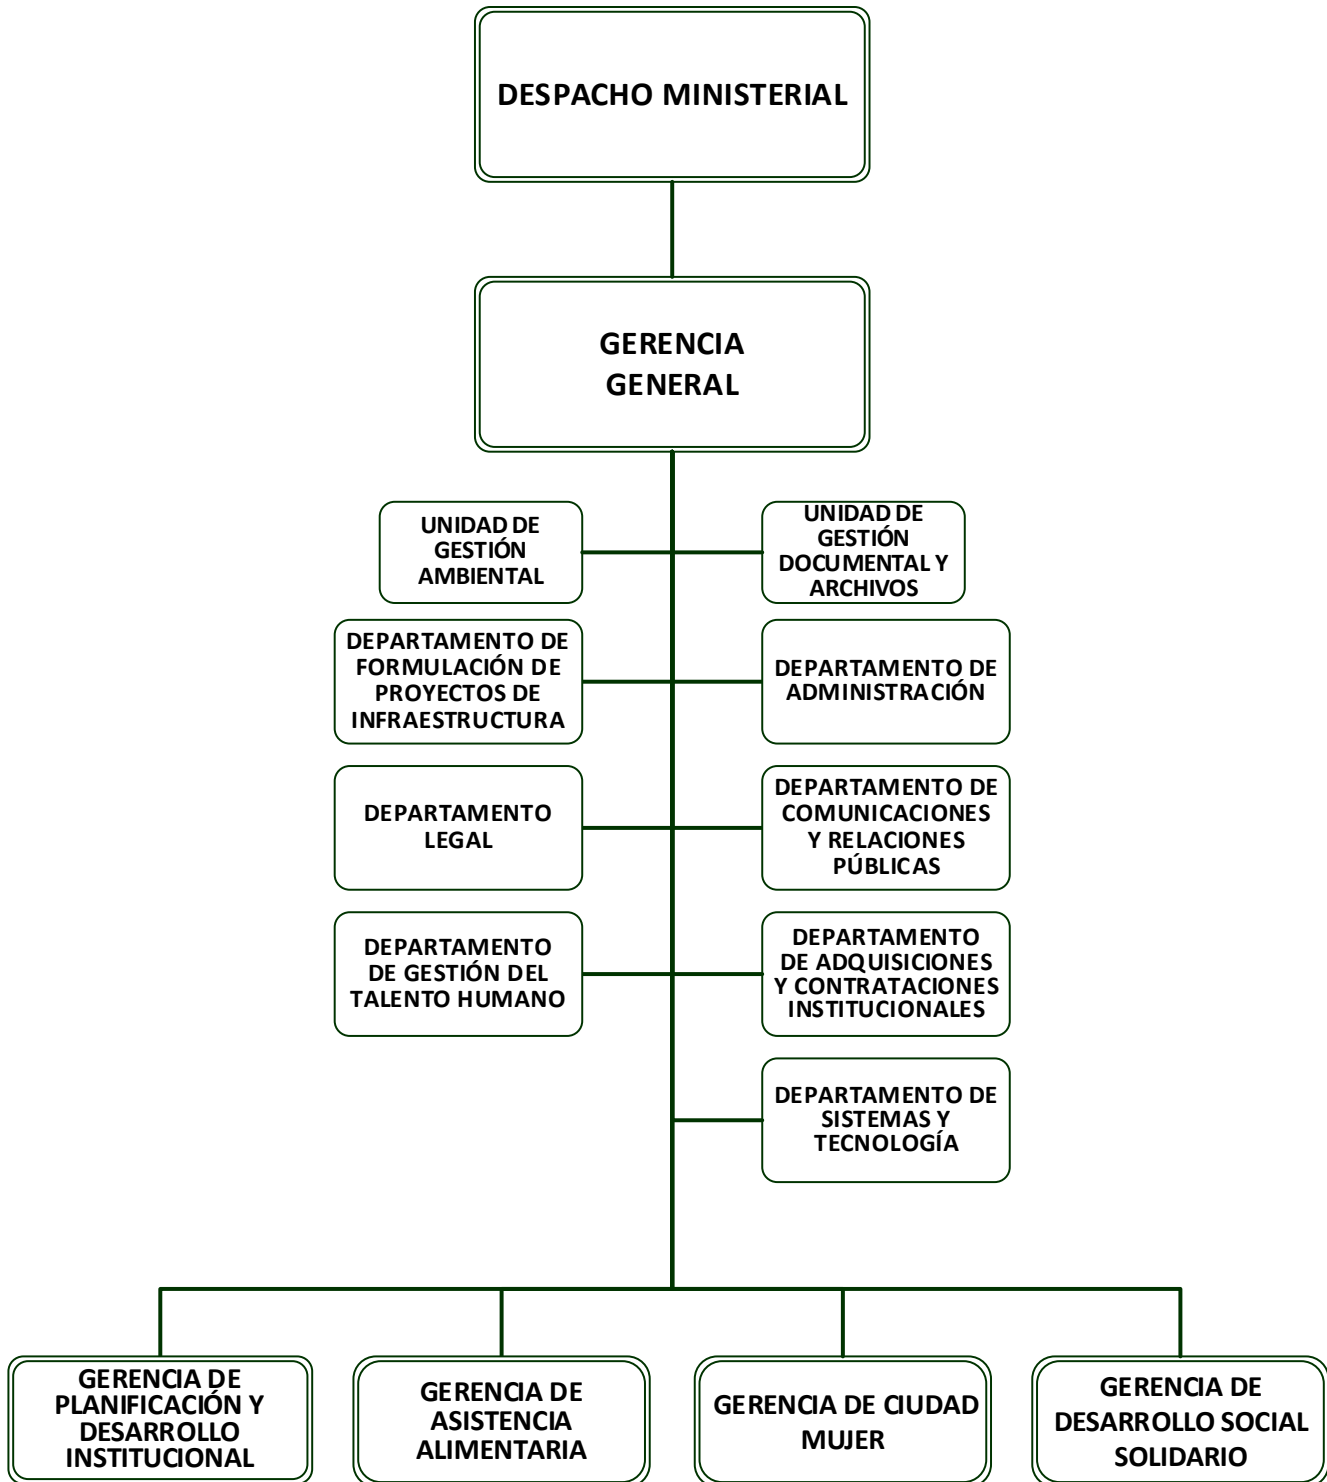 DESPACHO MINISTERIAL
GERENCIA
GENERAL
UNIDAD DE
GESTIÓN
AMBIENTAL
UNIDAD DE
GESTIÓN
DOCUMENTAL Y
ARCHIVOS
DEPARTAMENTO DE
FORMULACIÓN DE
PROYECTOS DE
INFRAESTRUCTURA
DEPARTAMENTO DE
ADMINISTRACIÓN
DEPARTAMENTO
LEGAL
DEPARTAMENTO DE
COMUNICACIONES
Y RELACIONES
PÚBLICAS
DEPARTAMENTO
DE GESTIÓN DEL
TALENTO HUMANO
DEPARTAMENTO
DE ADQUISICIONES
Y CONTRATACIONES
INSTITUCIONALES
DEPARTAMENTO DE
SISTEMAS Y
TECNOLOGÍA
GERENCIA DE
PLANIFICACIÓN Y
DESARROLLO
INSTITUCIONAL
GERENCIA DE
ASISTENCIA
ALIMENTARIA
GERENCIA DE CIUDAD
MUJER
GERENCIA DE
DESARROLLO SOCIAL
SOLIDARIO